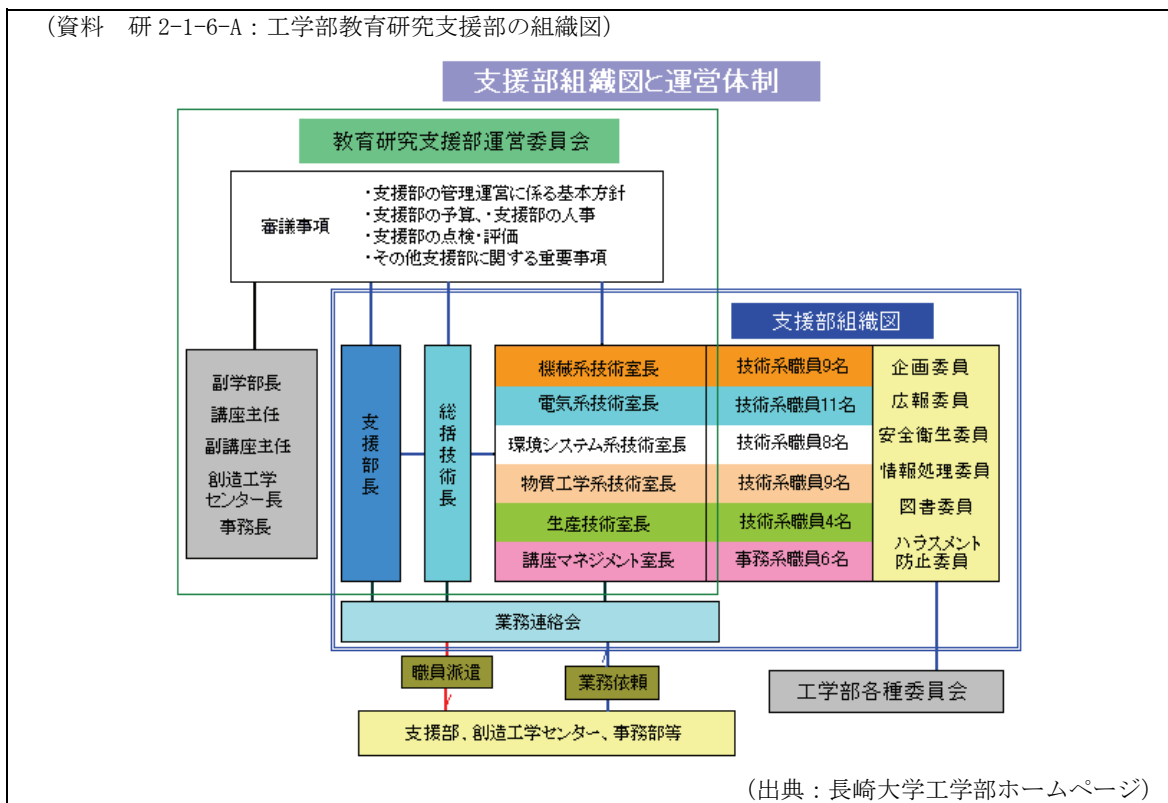 (資料　研 2-1-6-A：工学部教育研究支援部の組織図)
支援部組織図と運営体制
教育研究支援部運営委員会
審議事項
・支援部の管理運営に係る基本方針
・支援部の予算、・支援部の人事
・支援部の点検・評価
・その他支援部に関する重要事項
支援部組織図
副学部長
講座主任
副講座主任
創造工学
センター長
事務長
支援部長
総括技術長
機械系技術室長
技術系職員9名
電気系技術室長
技術系職員11名
環境システム系技術室長
技術系職員8名
物質工学系技術室長
技術系職員9名
生産技術室長
技術系職員4名
講座マネジメント室長
事務系職員6名
企画委員
広報委員
安全衛生委員
情報処理委員
図書委員
ハラスメント
防止委員
業務連絡会
職員派遣
業務依頼
工学部各種委員会
支援部、創造工学センター、事務部等
(出典：長崎大学工学部ホームページ)